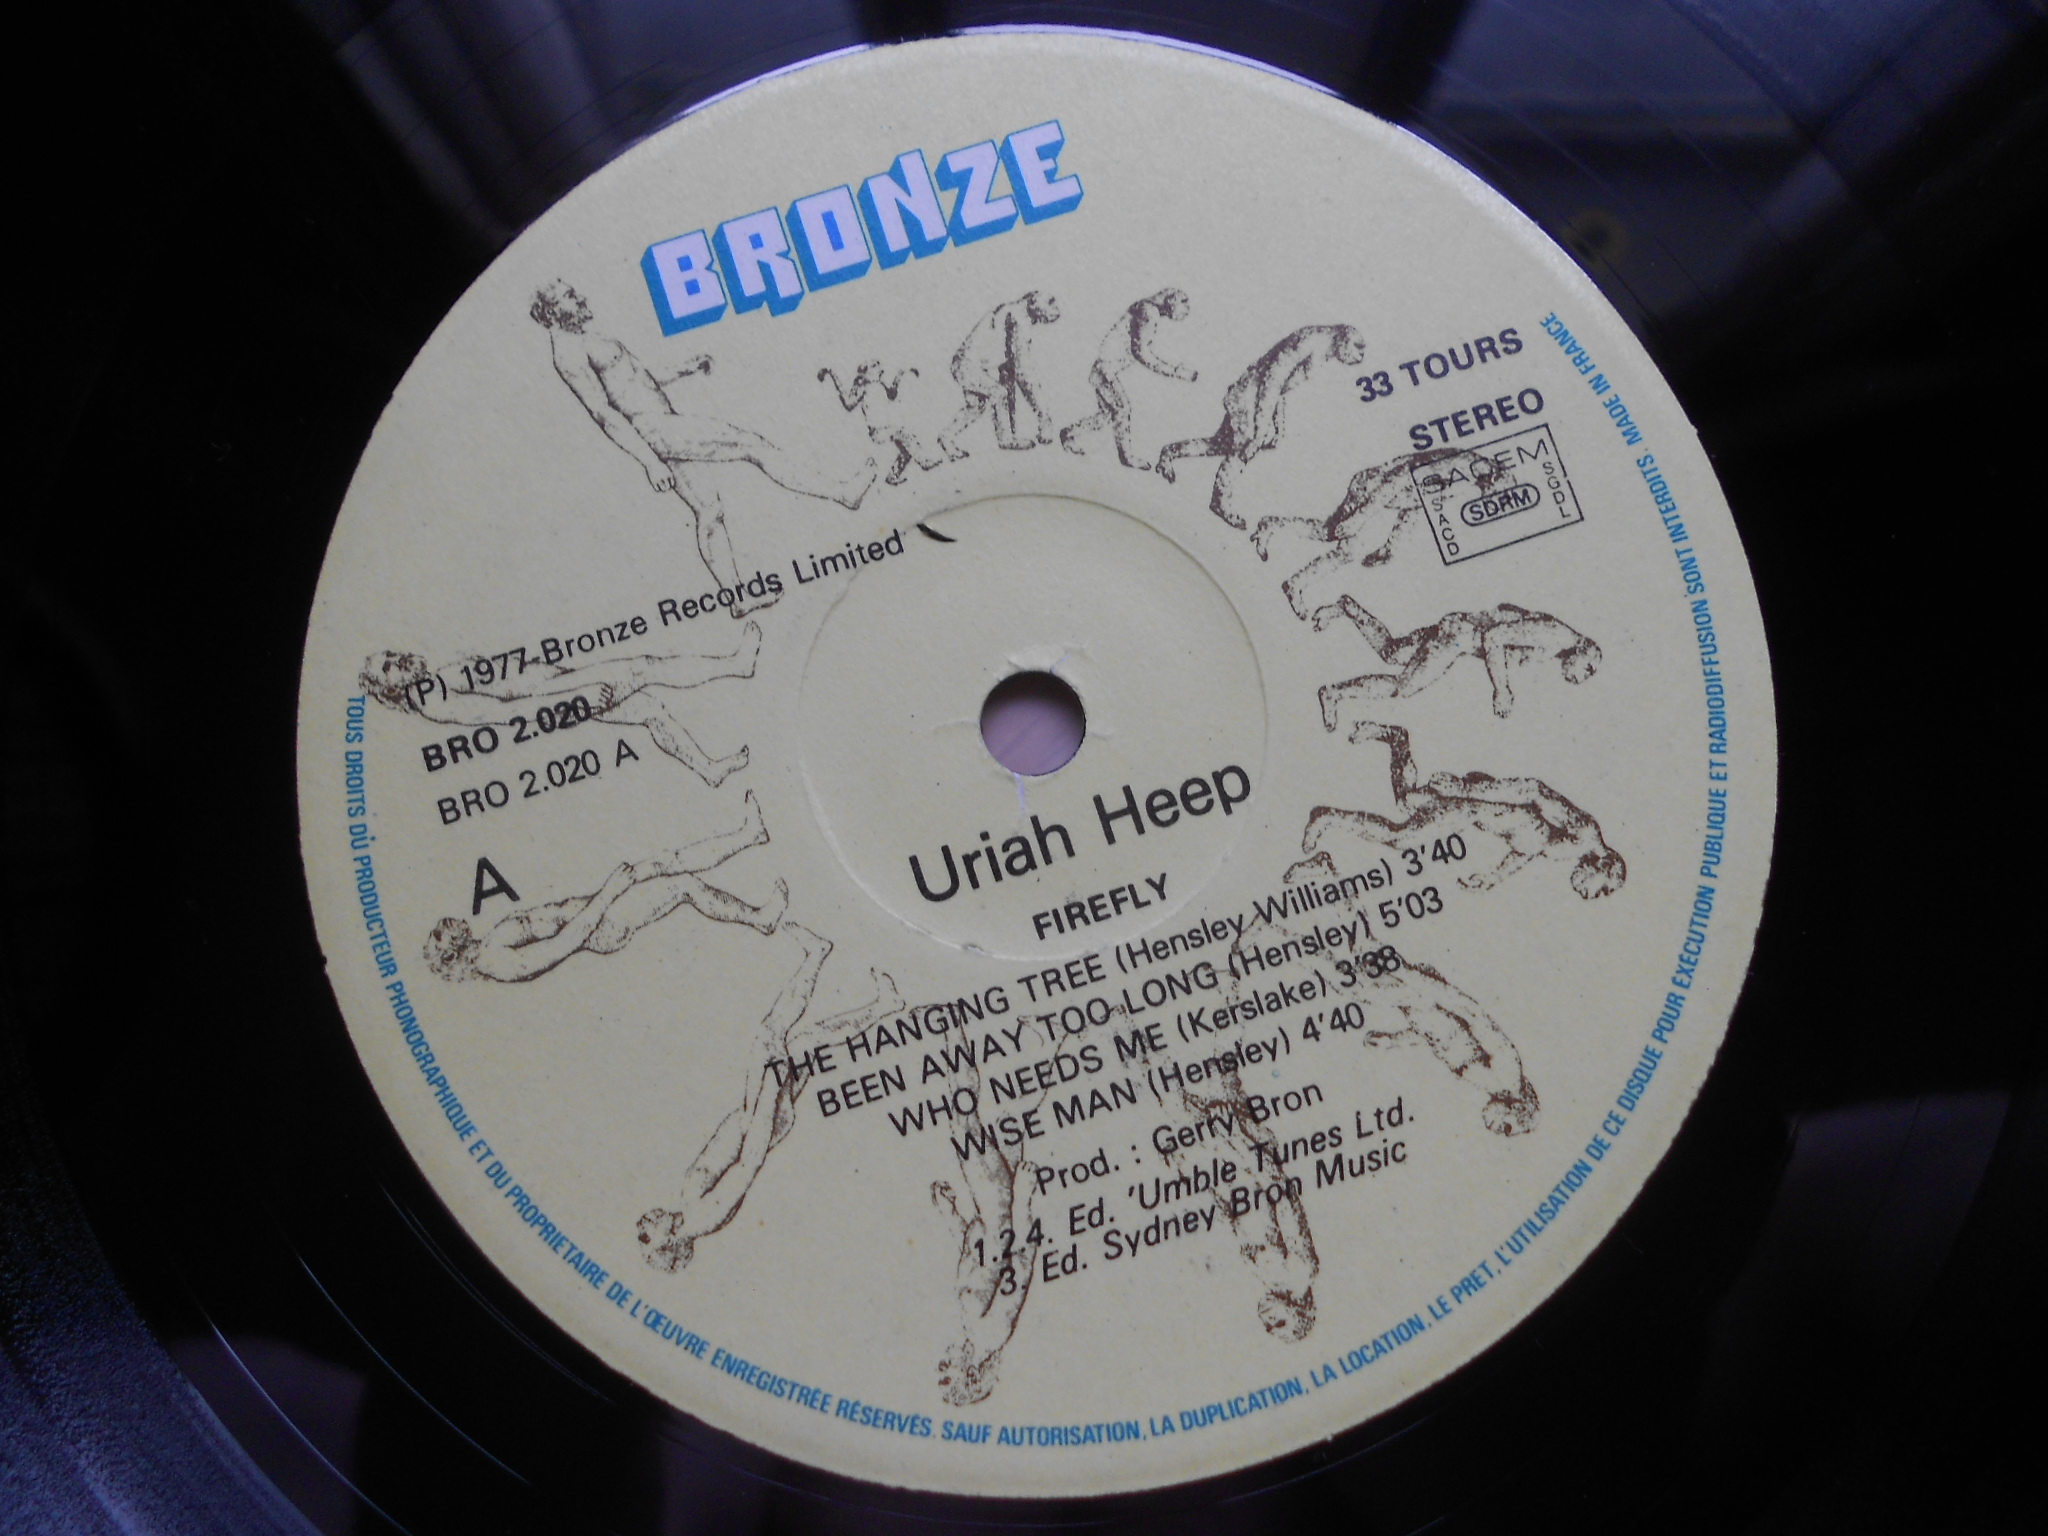 BRONZE
33 TOURS
STEREO
SACEM
SACD
SDRM
SGDL
(P) 1977 Bronze Records Limited
BRO 2.020
BRO 2.020 A
A
Uriah Heep
FIREFLY
THE HANGING TREE (Hensley Williams) 3'40
BEEN AWAY TOO LONG (Hensley) 5'03
WHO NEEDS ME (Kerslake) 3'38
WISE MAN (Hensley) 4'40
Prod. : Gerry Bron
1.2.4. Ed. 'Umble Tunes Ltd.
3. Ed. Sydney Bron Music
TOUS DROITS DU PRODUCTEUR PHONOGRAPHIQUE ET DU PROPRIETAIRE DE L'ŒUVRE ENREGISTRÉE RÉSERVÉS. SAUF AUTORISATION, LA DUPLICATION, LA LOCATION, LE PRET, L'UTILISATION DE CE DISQUE POUR EXECUTION PUBLIQUE ET RADIODIFFUSION SONT INTERDITS. MADE IN FRANCE